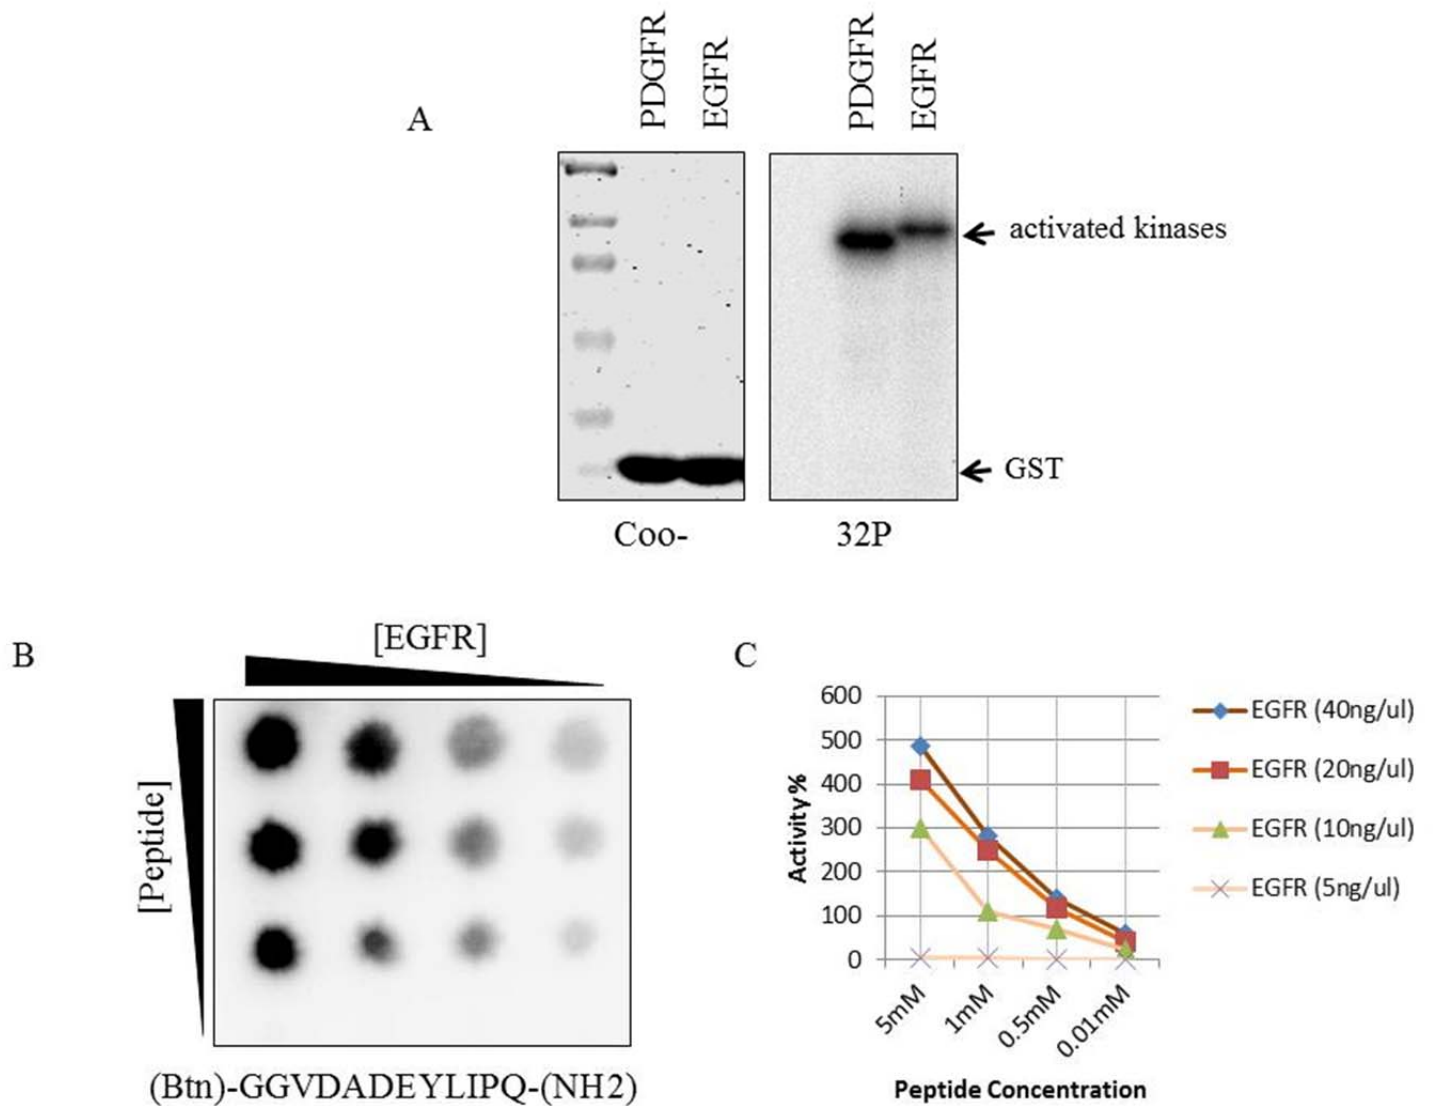 A
PDGFR
EGFR
PDGFR
EGFR
activated kinases
GST
Coo-
32P
B
[EGFR]
[Peptide]
(Btn)-GGVDADEYLIPQ-(NH2)
C
600
500
400
300
200
100
0
Activity%
5mM
1mM
0.5mM
0.01mM
Peptide Concentration
EGFR (40ng/ul)
EGFR (20ng/ul)
EGFR (10ng/ul)
EGFR (5ng/ul)